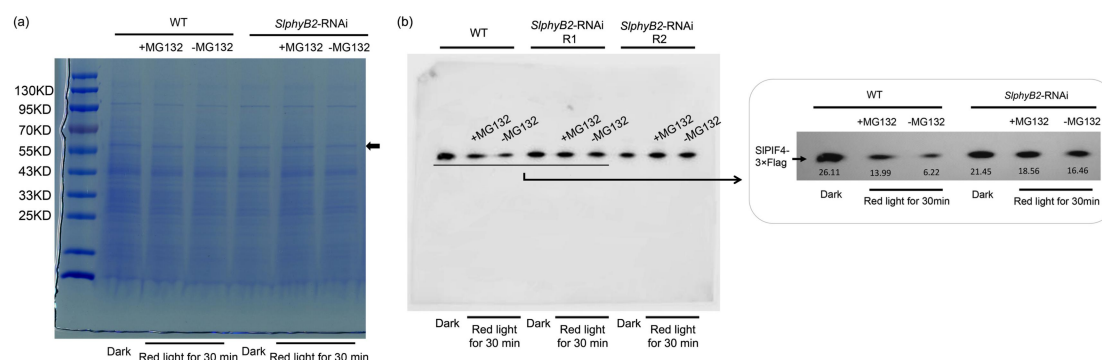 (a)
WT
SlphyB2-RNAi
+MG132 -MG132
+MG132 -MG132
130KD
95KD
70KD
55KD
43KD
33KD
25KD
Dark
Red light for 30 min
Dark
Red light for 30 min
(b)
WT
SlphyB2-RNAi
R1
SlphyB2-RNAi
R2
+MG132
-MG132
+MG132
-MG132
+MG132
-MG132
Dark
Red light
for 30 min
Dark
Red light
for 30 min
Dark
Red light
for 30 min
WT
SlphyB2-RNAi
+MG132
-MG132
+MG132
-MG132
SlPIF4-
3×Flag
26.11
13.99
6.22
21.45
18.56
16.46
Dark
Red light for 30min
Dark
Red light for 30min